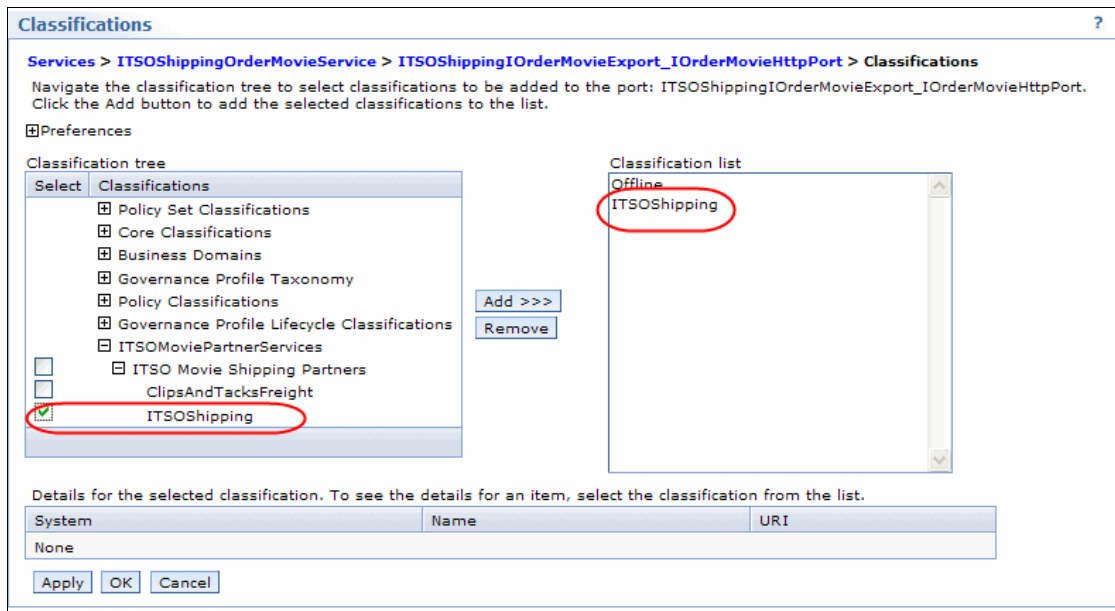 Classifications ?
Services > ITSOShippingOrderMovieService > ITSOShippingIOrderMovieExport_IOrderMovieHttpPort > Classifications
Navigate the classification tree to select classifications to be added to the port: ITSOShippingIOrderMovieExport_IOrderMovieHttpPort.
Click the Add button to add the selected classifications to the list.
Preferences
Classification tree
Select Classifications
Policy Set Classifications
Core Classifications
Business Domains
Governance Profile Taxonomy
Policy Classifications
Governance Profile Lifecycle Classifications
ITSOMoviePartnerServices
ITSO Movie Shipping Partners
ClipsAndTacksFreight
ITSOShipping
Add >>>
Remove
Classification list
Offline
ITSOShipping
Details for the selected classification. To see the details for an item, select the classification from the list.
System Name URI
None
Apply OK Cancel